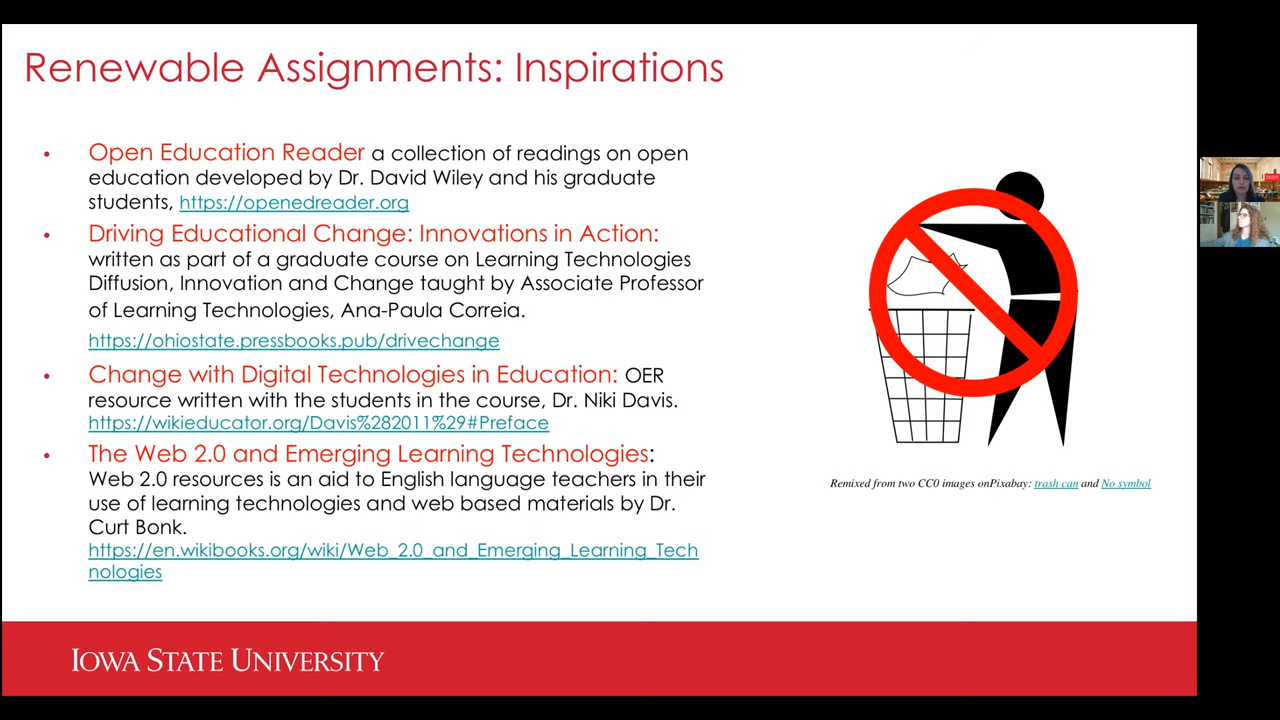 Renewable Assignments: Inspirations
• Open Education Reader a collection of readings on open
education developed by Dr. David Wiley and his graduate
students, https://openedreader.org
• Driving Educational Change: Innovations in Action:
written as part of a graduate course on Learning Technologies
Diffusion, Innovation and Change taught by Associate Professor
of Learning Technologies, Ana-Paula Correia.
https://ohiostate.pressbooks.pub/drivechange
• Change with Digital Technologies in Education: OER
resource written with the students in the course, Dr. Niki Davis.
https://wikieducator.org/Davis%282011%29#Preface
• The Web 2.0 and Emerging Learning Technologies:
Web 2.0 resources is an aid to English language teachers in their
use of learning technologies and web based materials by Dr.
Curt Bonk.
https://en.wikibooks.org/wiki/Web_2.0_and_Emerging_Learning_Tech
nologies
Remixed from two CC0 images onPixabay: trash can and No symbol
IOWA STATE UNIVERSITY